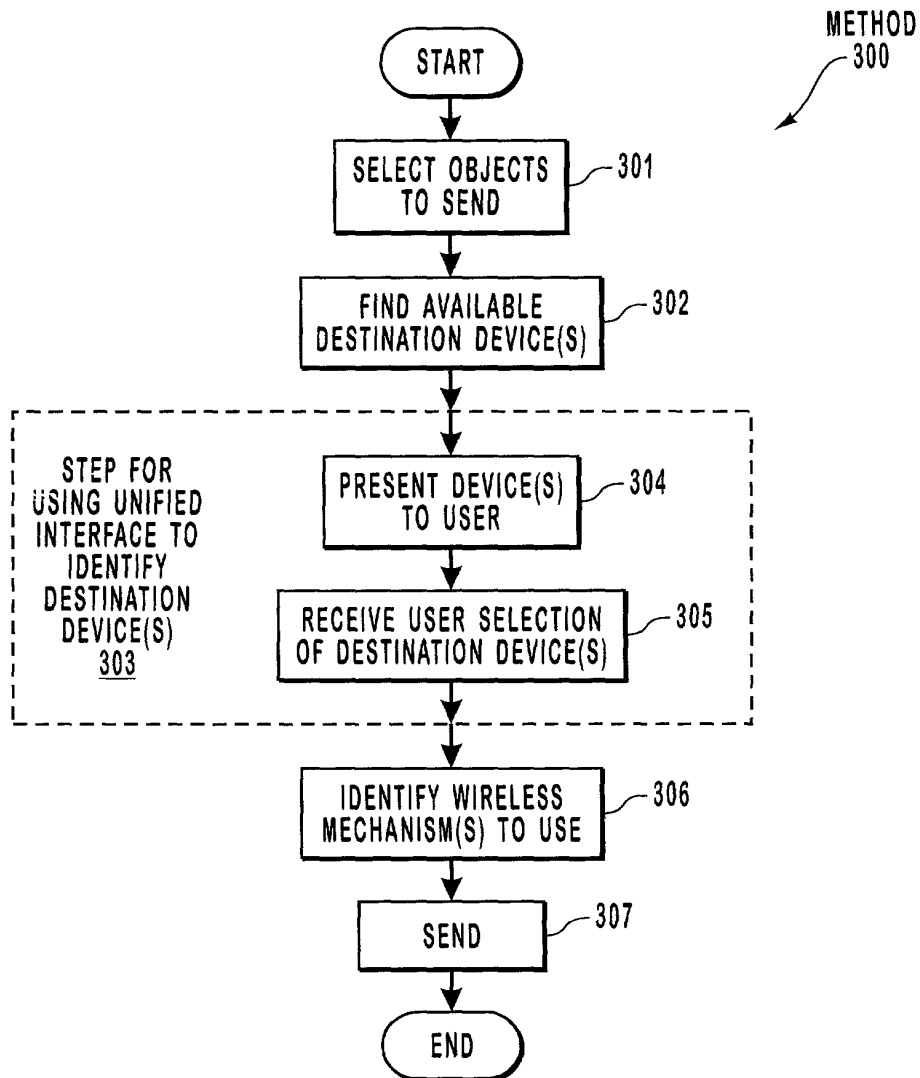 METHOD
300
START
SELECT OBJECTS
TO SEND
301
FIND AVAILABLE
DESTINATION DEVICE(S)
302
STEP FOR
USING UNIFIED
INTERFACE TO
IDENTIFY
DESTINATION
DEVICE(S)
303
PRESENT DEVICE(S)
TO USER
304
RECEIVE USER SELECTION
OF DESTINATION DEVICE(S)
305
IDENTIFY WIRELESS
MECHANISM(S) TO USE
306
SEND
307
END